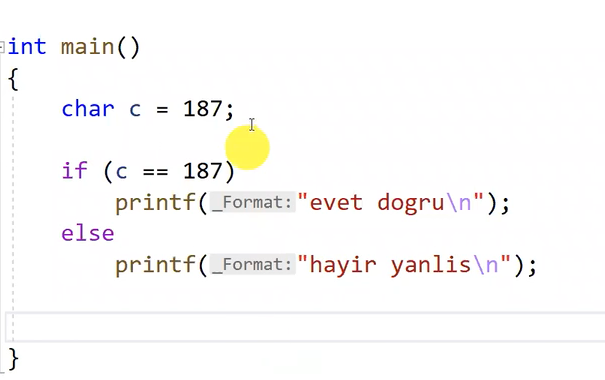 int main()
{
char c = 187;
if (c == 187)
printf(_Format:"evet dogru\n");
else
printf(_Format:"hayir yanlis\n");
}